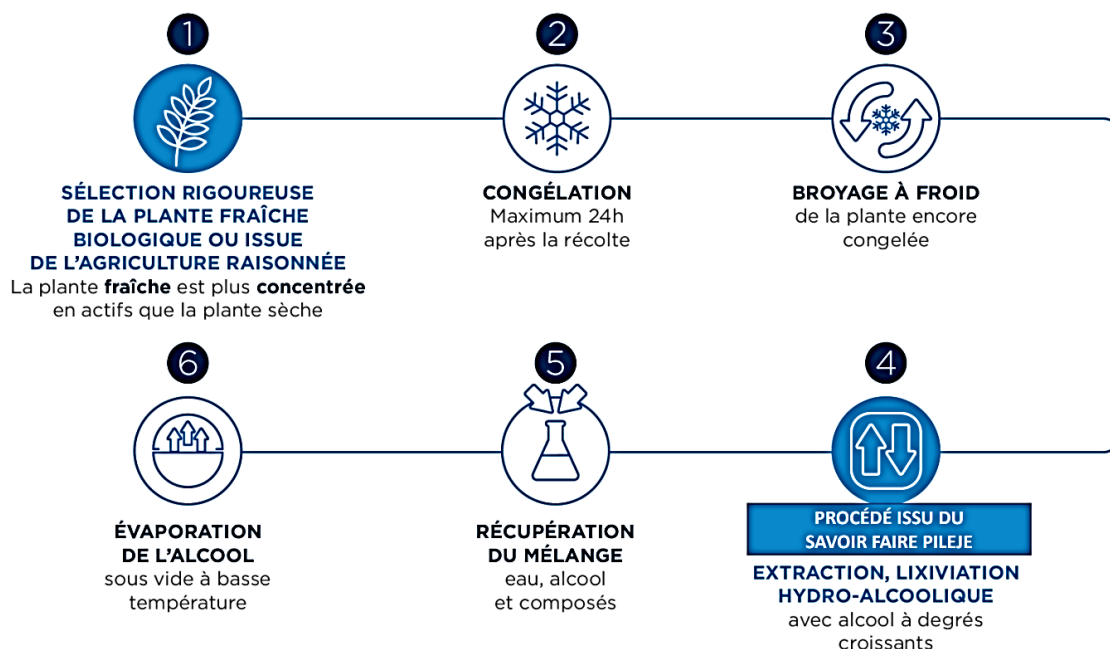 1
SÉLECTION RIGOUREUSE
DE LA PLANTE FRAÎCHE
BIOLOGIQUE OU ISSUE
DE L'AGRICULTURE RAISONNÉE
La plante fraîche est plus concentrée
en actifs que la plante sèche
2
CONGÉLATION
Maximum 24h
après la récolte
3
BROYAGE À FROID
de la plante encore
congelée
4
PROCÉDÉ ISSU DU
SAVOIR FAIRE PILEJE
EXTRACTION, LIXIVIATION
HYDRO-ALCOOLIQUE
avec alcool à degrés
croissants
5
RÉCUPÉRATION
DU MÉLANGE
eau, alcool
et composés
6
ÉVAPORATION
DE L'ALCOOL
sous vide à basse
température